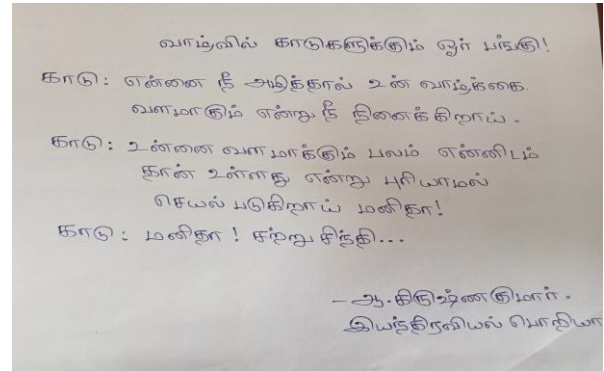 வாழ்வில் காடுகளுக்கும் ஓர் பங்கு!
காடு: என்னை நீ அழித்தால் உன் வாழ்க்கை
வளமாகும் என்று நீ நினைக்கிறாய்.
காடு: உன்னை வளமாக்கும் பலம் என்னிடம்
தான் உள்ளது என்று புரியாமல்
செயல் படுகிறாய் மனிதா!
காடு: மனிதா! சற்று சிந்தி...
- ஆ. கிருஷ்ணகுமார்.
இயந்திரவியல் பொறியா